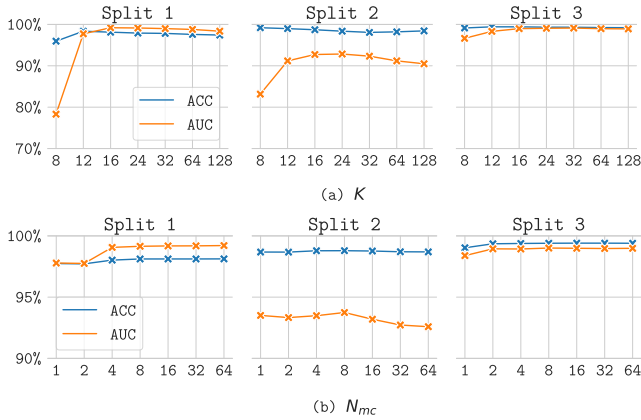 Split 1 Split 2 Split 3
100%
90%
80%
70%
ACC
AUC
8 12 16 24 32 64 128 8 12 16 24 32 64 128 8 12 16 24 32 64 128
(a) K
Split 1 Split 2 Split 3
100%
95%
90%
ACC
AUC
1 2 4 8 16 32 64 1 2 4 8 16 32 64 1 2 4 8 16 32 64
(b) Nmc